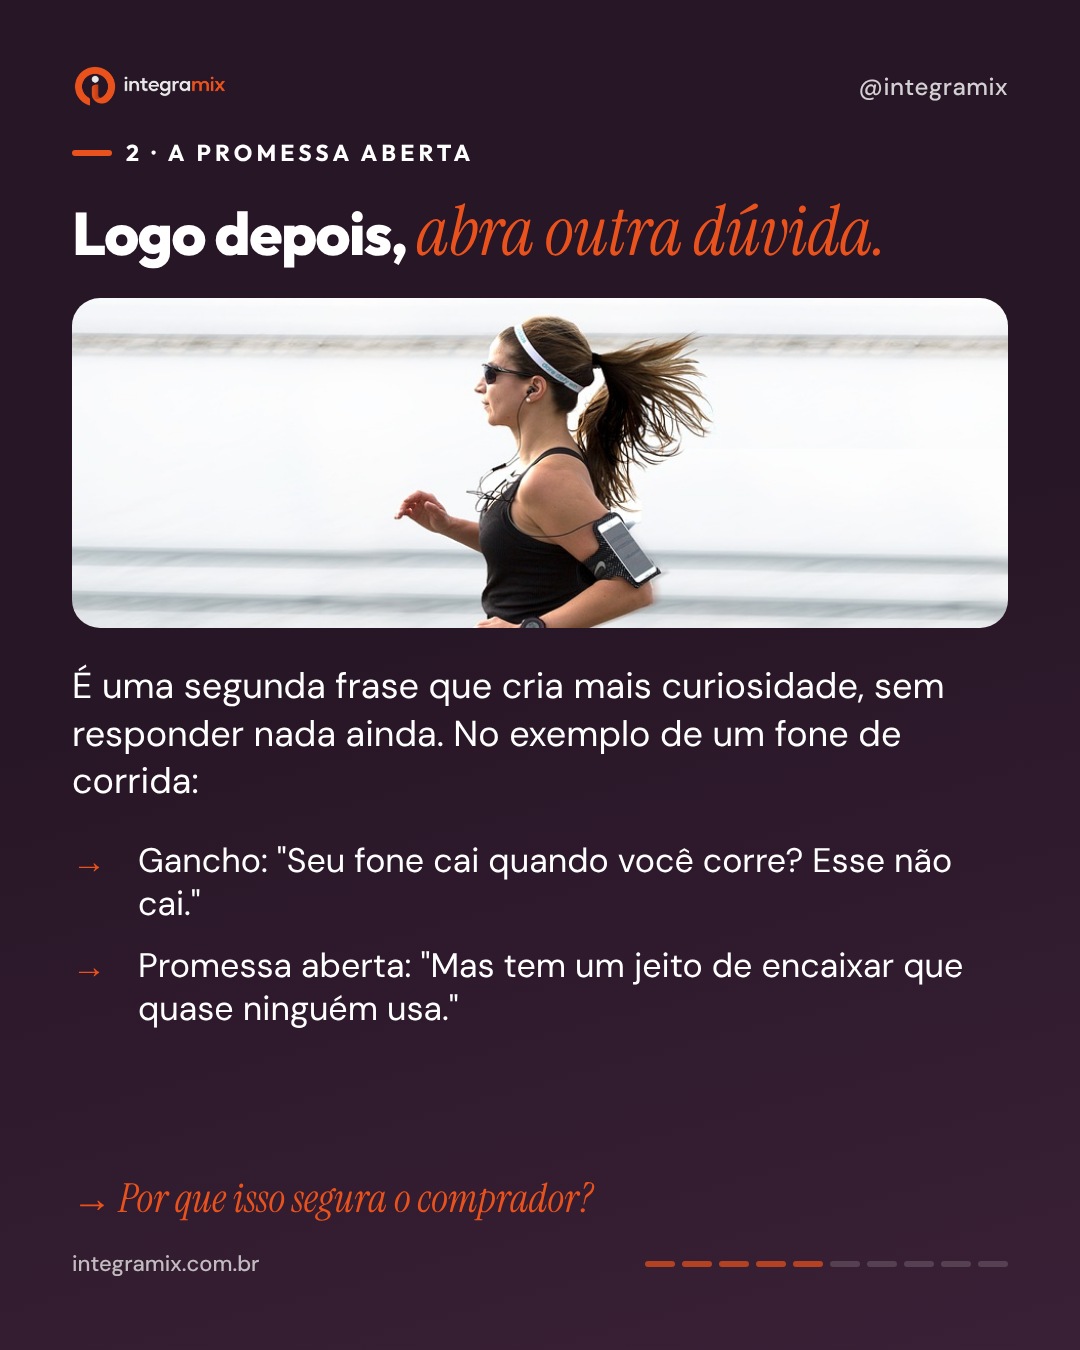 integramix
@integramix
2 · A PROMESSA ABERTA
Logo depois, abra outra dúvida.
É uma segunda frase que cria mais curiosidade, sem
responder nada ainda. No exemplo de um fone de
corrida:
→ Gancho: "Seu fone cai quando você corre? Esse não
cai."
→ Promessa aberta: "Mas tem um jeito de encaixar que
quase ninguém usa."
→ Por que isso segura o comprador?
integramix.com.br